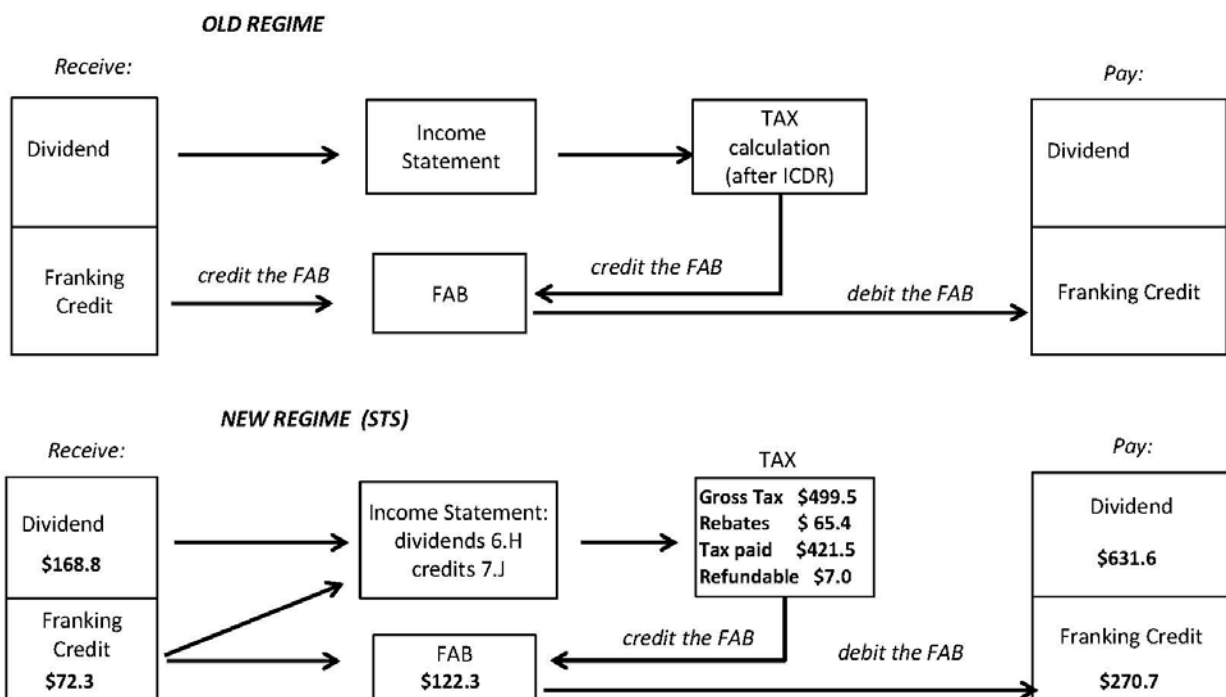 OLD REGIME
Receive:
Pay:
Dividend
Income
Statement
TAX
calculation
(after ICDR)
Dividend
Franking
Credit
credit the FAB
FAB
credit the FAB
debit the FAB
Franking Credit
NEW REGIME (STS)
Receive:
Pay:
TAX
Dividend
$168.8
Income Statement:
dividends 6.H
credits 7.J
Gross Tax $499.5
Rebates $ 65.4
Tax paid $421.5
Refundable $7.0
Dividend
$631.6
Franking
Credit
$72.3
FAB
$122.3
credit the FAB
debit the FAB
Franking Credit
$270.7